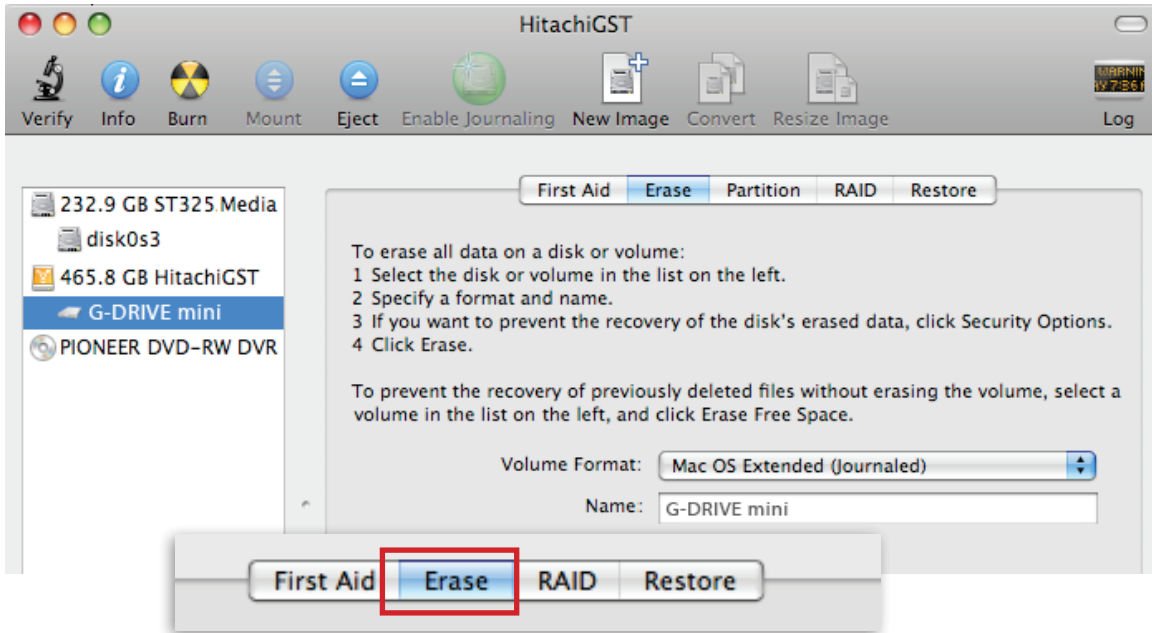 HitachiGST
Verify Info Burn Mount Eject Enable Journaling New Image Convert Resize Image Log
First Aid Erase Partition RAID Restore
232.9 GB ST325 Media
disk0s3
465.8 GB HitachiGST
G-DRIVE mini
PIONEER DVD-RW DVR
To erase all data on a disk or volume:
1 Select the disk or volume in the list on the left.
2 Specify a format and name.
3 If you want to prevent the recovery of the disk's erased data, click Security Options.
4 Click Erase.
To prevent the recovery of previously deleted files without erasing the volume, select a
volume in the list on the left, and click Erase Free Space.
Volume Format: Mac OS Extended (Journaled)
Name: G-DRIVE mini
First Aid Erase RAID Restore